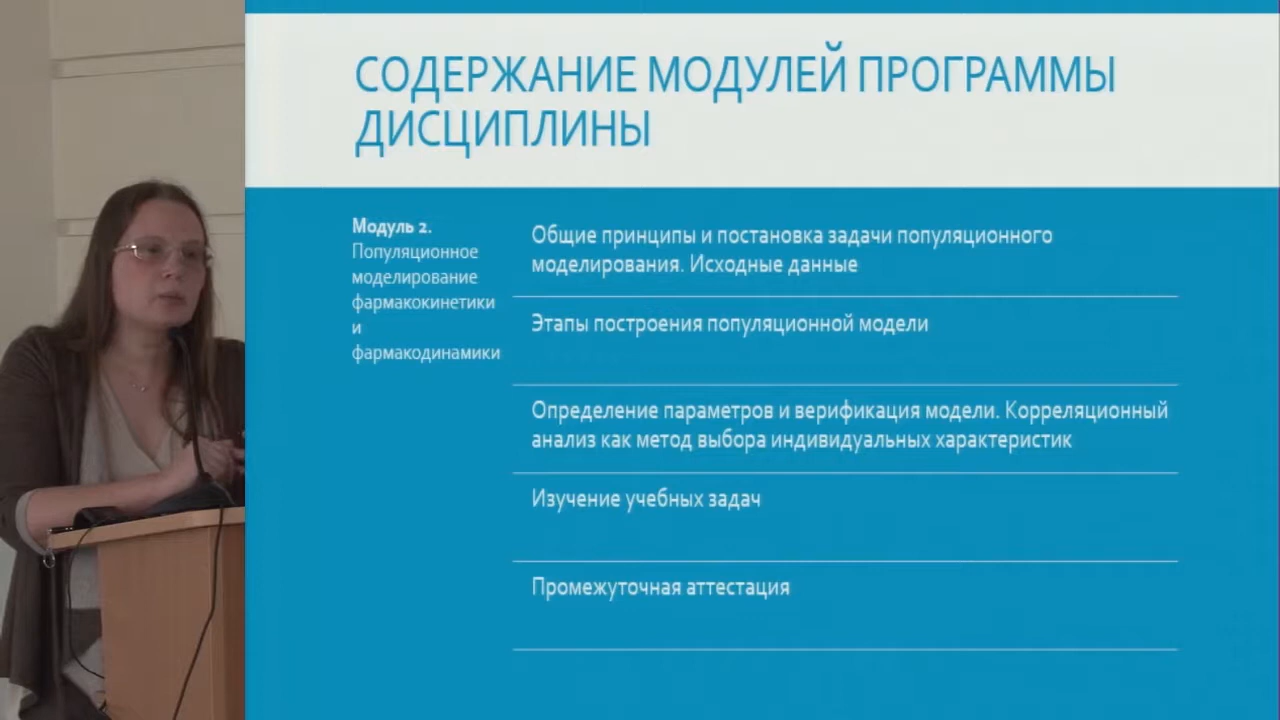 СОДЕРЖАНИЕ МОДУЛЕЙ ПРОГРАММЫ
ДИСЦИПЛИНЫ
Модуль 2.
Популяционное
моделирование
фармакокинетики
и
фармакодинамики
Общие принципы и постановка задачи популяционного
моделирования. Исходные данные
Этапы построения популяционной модели
Определение параметров и верификация модели. Корреляционный
анализ как метод выбора индивидуальных характеристик
Изучение учебных задач
Промежуточная аттестация